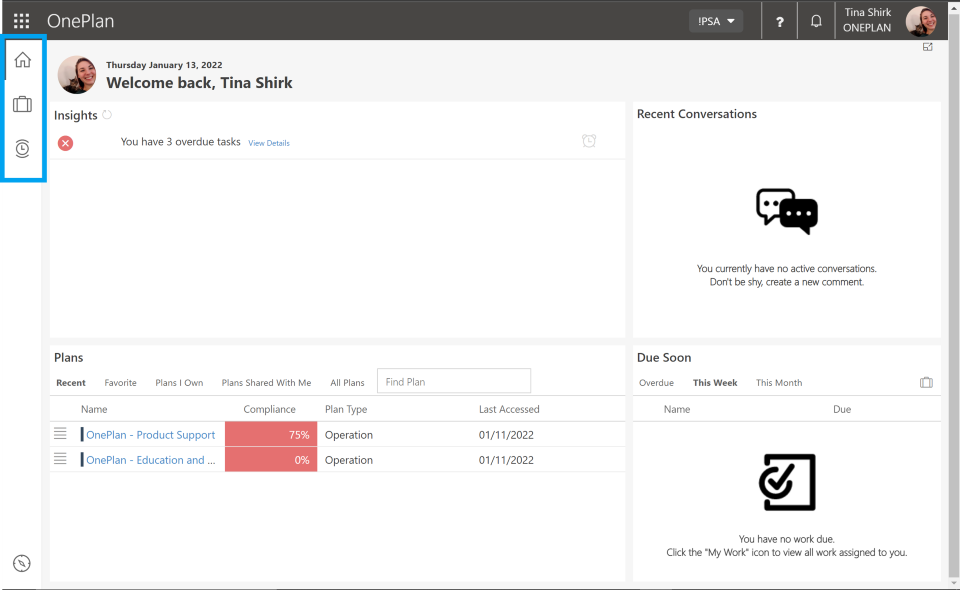 OnePlan
!PSA
?
Tina Shirk
ONEPLAN
Thursday January 13, 2022
Welcome back, Tina Shirk
Insights
You have 3 overdue tasks View Details
Recent Conversations
You currently have no active conversations.
Don't be shy, create a new comment.
Plans
Recent Favorite Plans I Own Plans Shared With Me All Plans Find Plan
Name Compliance Plan Type Last Accessed
OnePlan - Product Support 75% Operation 01/11/2022
OnePlan - Education and ... 0% Operation 01/11/2022
Due Soon
Overdue This Week This Month
Name Due
You have no work due.
Click the "My Work" icon to view all work assigned to you.